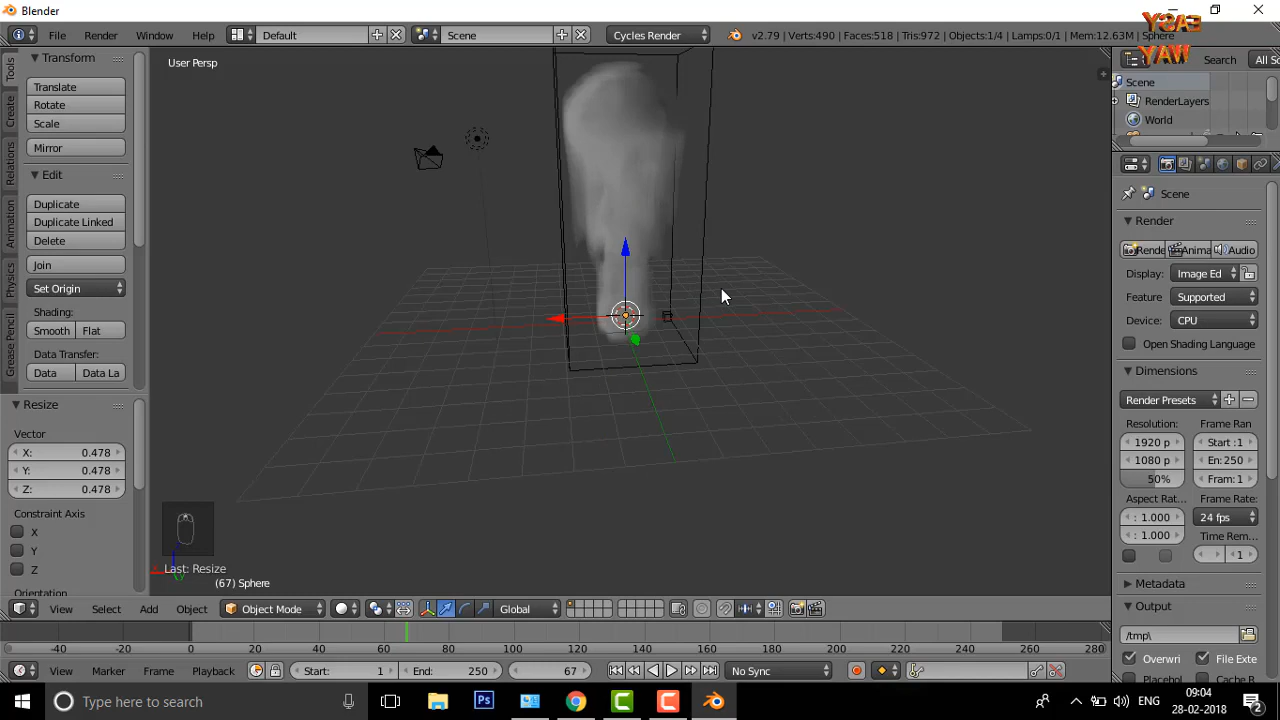 Blender
EASY
WAY
File Render Window Help Default Scene Cycles Render v2.79 | Verts:490 | Faces:518 | Tris:972 | Objects:1/4 | Lamps:0/1 | Mem:12.63M | Sphere
Search All Sc
Scene
RenderLayers
World
Tools
Create
Relations
Animation
Physics
Grease Pencil
Transform
Translate
Rotate
Scale
Mirror
Edit
Duplicate
Duplicate Linked
Delete
Join
Set Origin
Shading:
Smooth Flat
Data Transfer:
Data Data La
Resize
Vector
X: 0.478
Y: 0.478
Z: 0.478
Constraint Axis
X
Y
Z
Orientation
User Persp
Last: Resize
(67) Sphere
Scene
Render
Rende Anima Audio
Display: Image Ed
Feature Supported
Device: CPU
Open Shading Language
Dimensions
Render Presets
Resolution: Frame Ran
1920 p Start :1
1080 p En: 250
50% Fram: 1
Aspect Rat... Frame Rate:
: 1.000 24 fps
: 1.000 Time Rem...
1
Metadata
Output
/tmp\
Overwri File Exte
Placehol Cache R
View Select Add Object Object Mode Global
-40 -20 0 20 40 60 80 100 120 140 160 180 200 220 240 260 280
View Marker Frame Playback Start: 1 End: 250 67 No Sync
Type here to search
ENG
09:04
28-02-2018
2